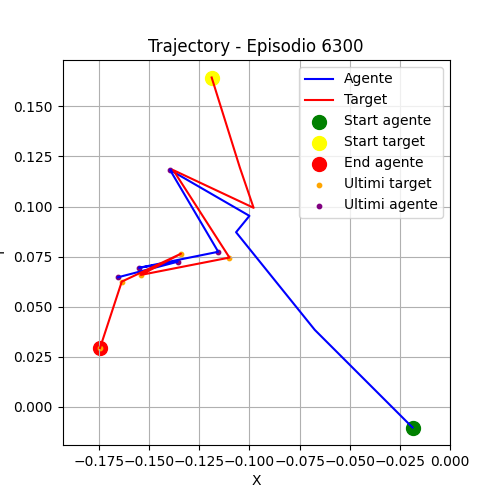 Trajectory - Episodio 6300
Agente
Target
Start agente
Start target
End agente
Ultimi target
Ultimi agente
0.150
0.125
0.100
0.075
0.050
0.025
0.000
−0.175 −0.150 −0.125 −0.100 −0.075 −0.050 −0.025 0.000
X